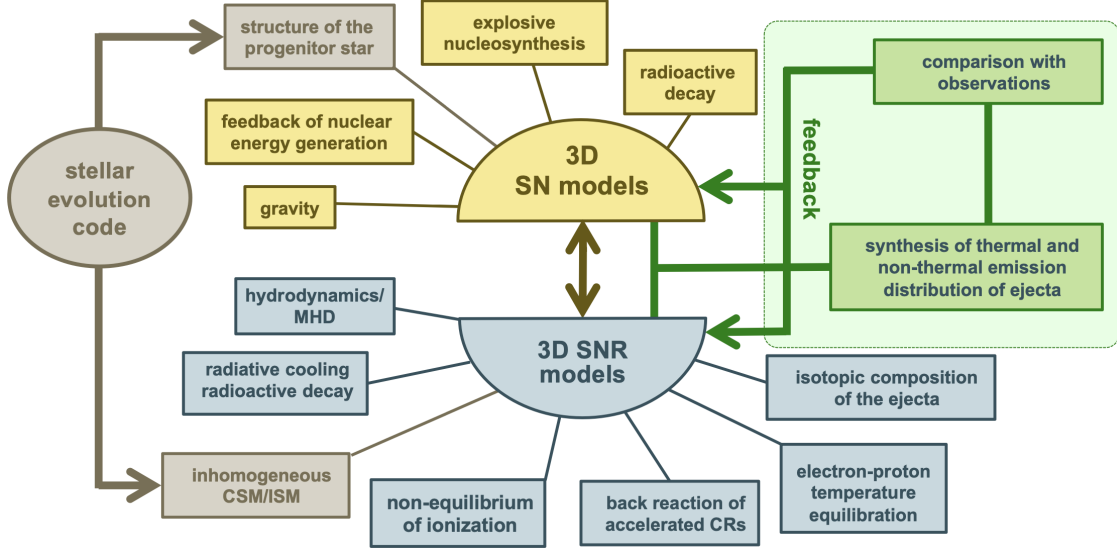 structure of the
progenitor star
explosive
nucleosynthesis
radioactive
decay
comparison with
observations
feedback of nuclear
energy generation
stellar
evolution
code
3D
SN models
feedback
gravity
synthesis of thermal and
non-thermal emission
distribution of ejecta
hydrodynamics/
MHD
3D SNR
models
radiative cooling
radioactive decay
isotopic composition
of the ejecta
inhomogeneous
CSM/ISM
non-equilibrium
of ionization
back reaction of
accelerated CRs
electron-proton
temperature
equilibration